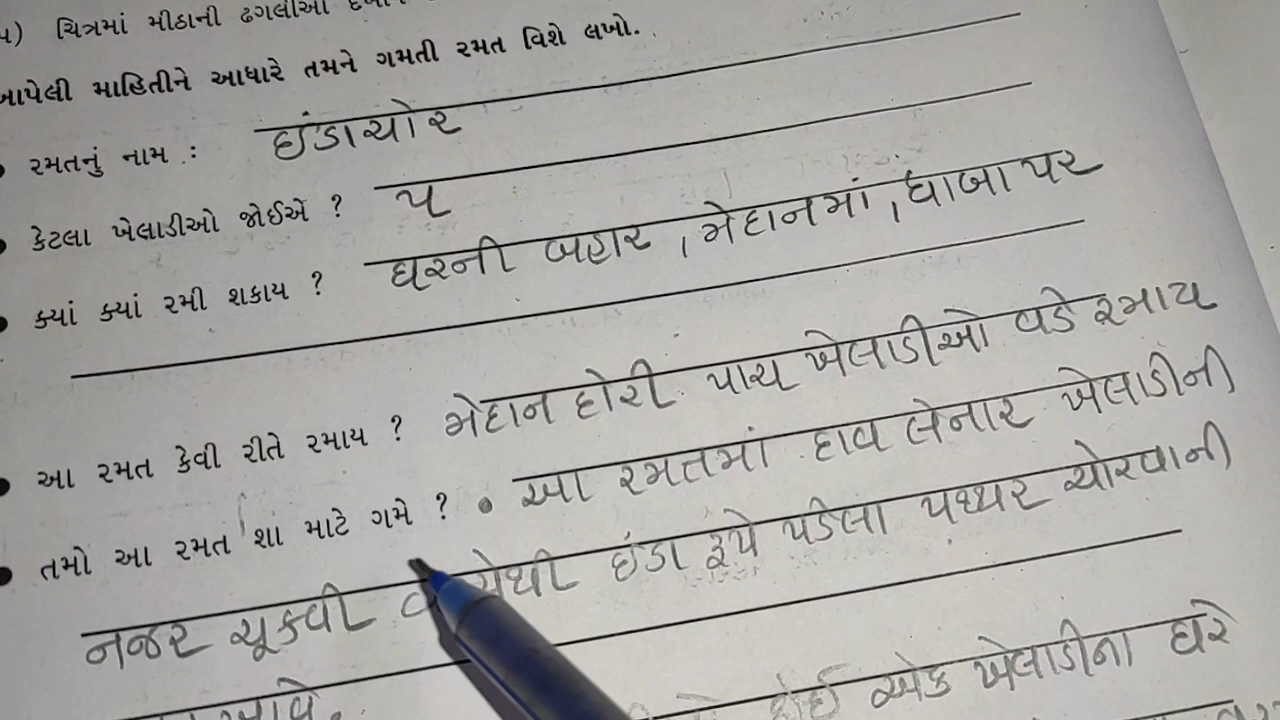 ૫) ચિત્રમાં મીઠાની ઢગલીઓ
આપેલી માહિતીને આધારે તમને ગમતી રમત વિશે લખો.
રમતનું નામ : ઇંડાચોર
કેટલા ખેલાડીઓ જોઈએ ? ૫
ક્યાં ક્યાં રમી શકાય ? ઘરની બહાર, મેદાનમાં, ધાબા પર
આ રમત કેવી રીતે રમાય ? મેદાન દોરી પાચ ખેલાડીઓ વડે રમાય
તમો આ રમત શા માટે ગમે ? • આ રમતમાં દાવ લેનાર ખેલાડીની
નજર ચૂકવી ઇંડા રૂપે પડેલા પથ્થર ચોરવાની
એક ખેલાડીના ઘરે